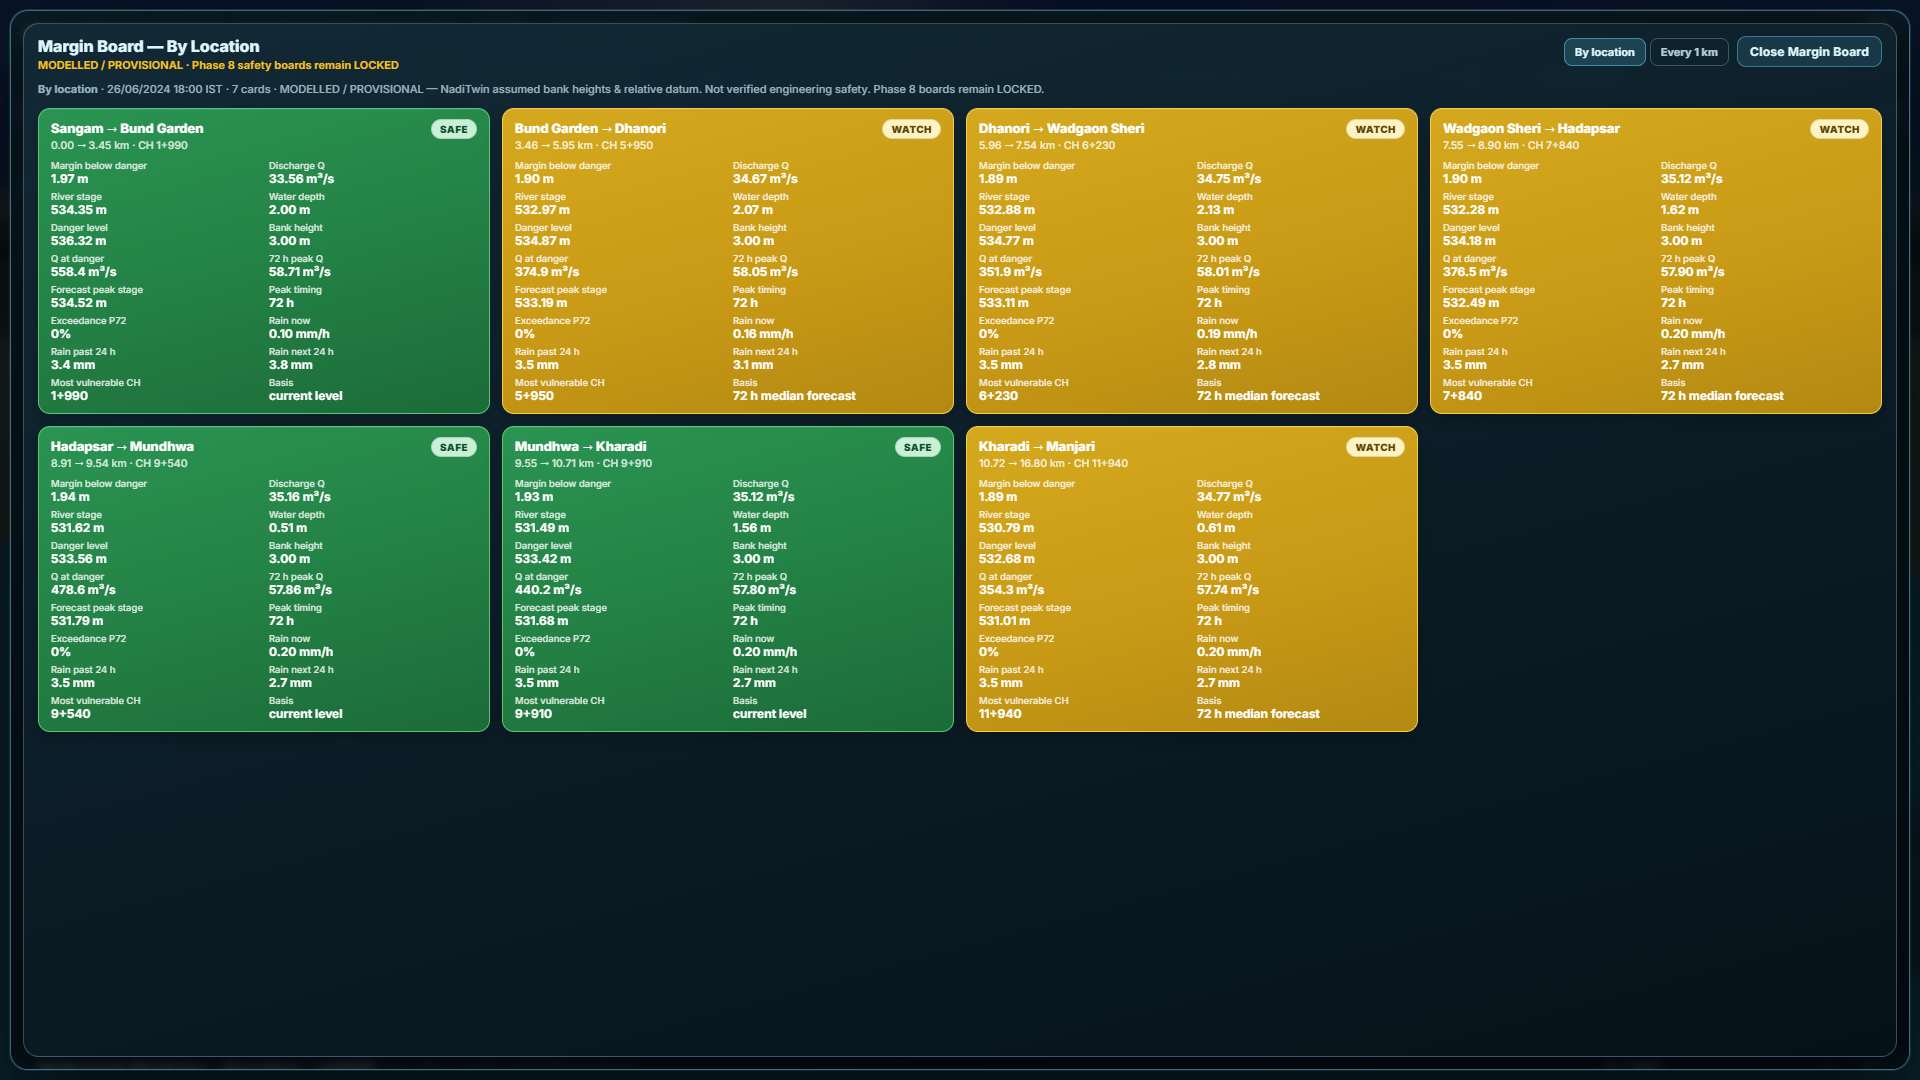 Margin Board — By Location
MODELLED / PROVISIONAL · Phase 8 safety boards remain LOCKED
By location
Every 1 km
Close Margin Board
By location · 26/06/2024 18:00 IST · 7 cards · MODELLED / PROVISIONAL — NadiTwin assumed bank heights & relative datum. Not verified engineering safety. Phase 8 boards remain LOCKED.
Sangam → Bund Garden
SAFE
0.00 → 3.45 km · CH 1+990
Margin below danger
Discharge Q
1.97 m
33.56 m³/s
River stage
Water depth
534.35 m
2.00 m
Danger level
Bank height
536.32 m
3.00 m
Q at danger
72 h peak Q
558.4 m³/s
58.71 m³/s
Forecast peak stage
Peak timing
534.52 m
72 h
Exceedance P72
Rain now
0%
0.10 mm/h
Rain past 24 h
Rain next 24 h
3.4 mm
3.8 mm
Most vulnerable CH
Basis
1+990
current level
Bund Garden → Dhanori
WATCH
3.46 → 5.95 km · CH 5+950
Margin below danger
Discharge Q
1.90 m
34.67 m³/s
River stage
Water depth
532.97 m
2.07 m
Danger level
Bank height
534.87 m
3.00 m
Q at danger
72 h peak Q
374.9 m³/s
58.05 m³/s
Forecast peak stage
Peak timing
533.19 m
72 h
Exceedance P72
Rain now
0%
0.16 mm/h
Rain past 24 h
Rain next 24 h
3.5 mm
3.1 mm
Most vulnerable CH
Basis
5+950
72 h median forecast
Dhanori → Wadgaon Sheri
WATCH
5.96 → 7.54 km · CH 6+230
Margin below danger
Discharge Q
1.89 m
34.75 m³/s
River stage
Water depth
532.88 m
2.13 m
Danger level
Bank height
534.77 m
3.00 m
Q at danger
72 h peak Q
351.9 m³/s
58.01 m³/s
Forecast peak stage
Peak timing
533.11 m
72 h
Exceedance P72
Rain now
0%
0.19 mm/h
Rain past 24 h
Rain next 24 h
3.5 mm
2.8 mm
Most vulnerable CH
Basis
6+230
72 h median forecast
Wadgaon Sheri → Hadapsar
WATCH
7.55 → 8.90 km · CH 7+840
Margin below danger
Discharge Q
1.90 m
35.12 m³/s
River stage
Water depth
532.28 m
1.62 m
Danger level
Bank height
534.18 m
3.00 m
Q at danger
72 h peak Q
376.5 m³/s
57.90 m³/s
Forecast peak stage
Peak timing
532.49 m
72 h
Exceedance P72
Rain now
0%
0.20 mm/h
Rain past 24 h
Rain next 24 h
3.5 mm
2.7 mm
Most vulnerable CH
Basis
7+840
72 h median forecast
Hadapsar → Mundhwa
SAFE
8.91 → 9.54 km · CH 9+540
Margin below danger
Discharge Q
1.94 m
35.16 m³/s
River stage
Water depth
531.62 m
0.51 m
Danger level
Bank height
533.56 m
3.00 m
Q at danger
72 h peak Q
478.6 m³/s
57.86 m³/s
Forecast peak stage
Peak timing
531.79 m
72 h
Exceedance P72
Rain now
0%
0.20 mm/h
Rain past 24 h
Rain next 24 h
3.5 mm
2.7 mm
Most vulnerable CH
Basis
9+540
current level
Mundhwa → Kharadi
SAFE
9.55 → 10.71 km · CH 9+910
Margin below danger
Discharge Q
1.93 m
35.12 m³/s
River stage
Water depth
531.49 m
1.56 m
Danger level
Bank height
533.42 m
3.00 m
Q at danger
72 h peak Q
440.2 m³/s
57.80 m³/s
Forecast peak stage
Peak timing
531.68 m
72 h
Exceedance P72
Rain now
0%
0.20 mm/h
Rain past 24 h
Rain next 24 h
3.5 mm
2.7 mm
Most vulnerable CH
Basis
9+910
current level
Kharadi → Manjari
WATCH
10.72 → 16.80 km · CH 11+940
Margin below danger
Discharge Q
1.89 m
34.77 m³/s
River stage
Water depth
530.79 m
0.61 m
Danger level
Bank height
532.68 m
3.00 m
Q at danger
72 h peak Q
354.3 m³/s
57.74 m³/s
Forecast peak stage
Peak timing
531.01 m
72 h
Exceedance P72
Rain now
0%
0.20 mm/h
Rain past 24 h
Rain next 24 h
3.5 mm
2.7 mm
Most vulnerable CH
Basis
11+940
72 h median forecast